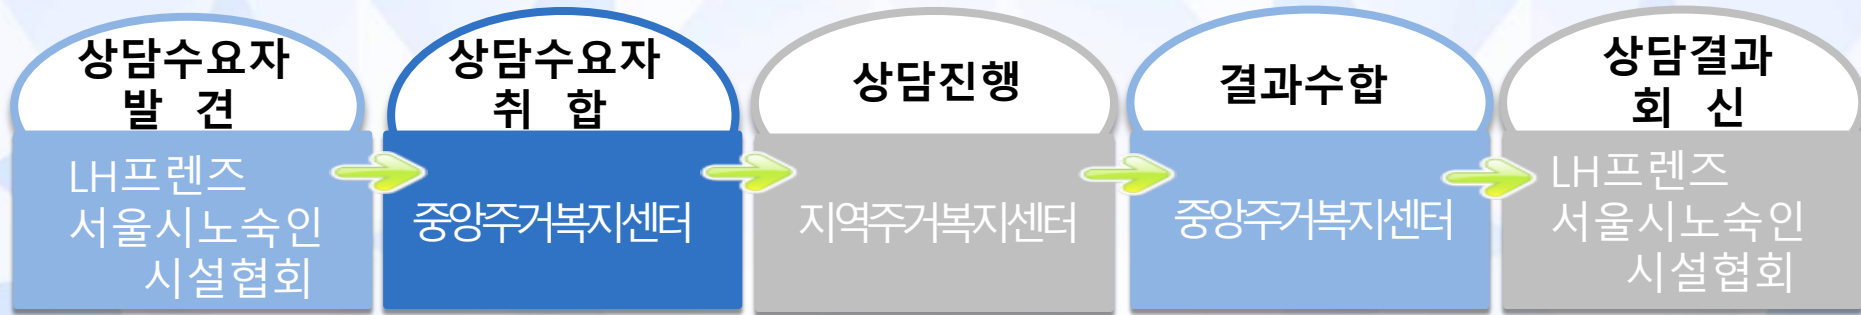 상담수요자
발 견
LH프렌즈
서울시노숙인
시설협회
상담수요자
취 합
중앙주거복지센터
상담진행
지역주거복지센터
결과수합
중앙주거복지센터
상담결과
회 신
LH프렌즈
서울시노숙인
시설협회